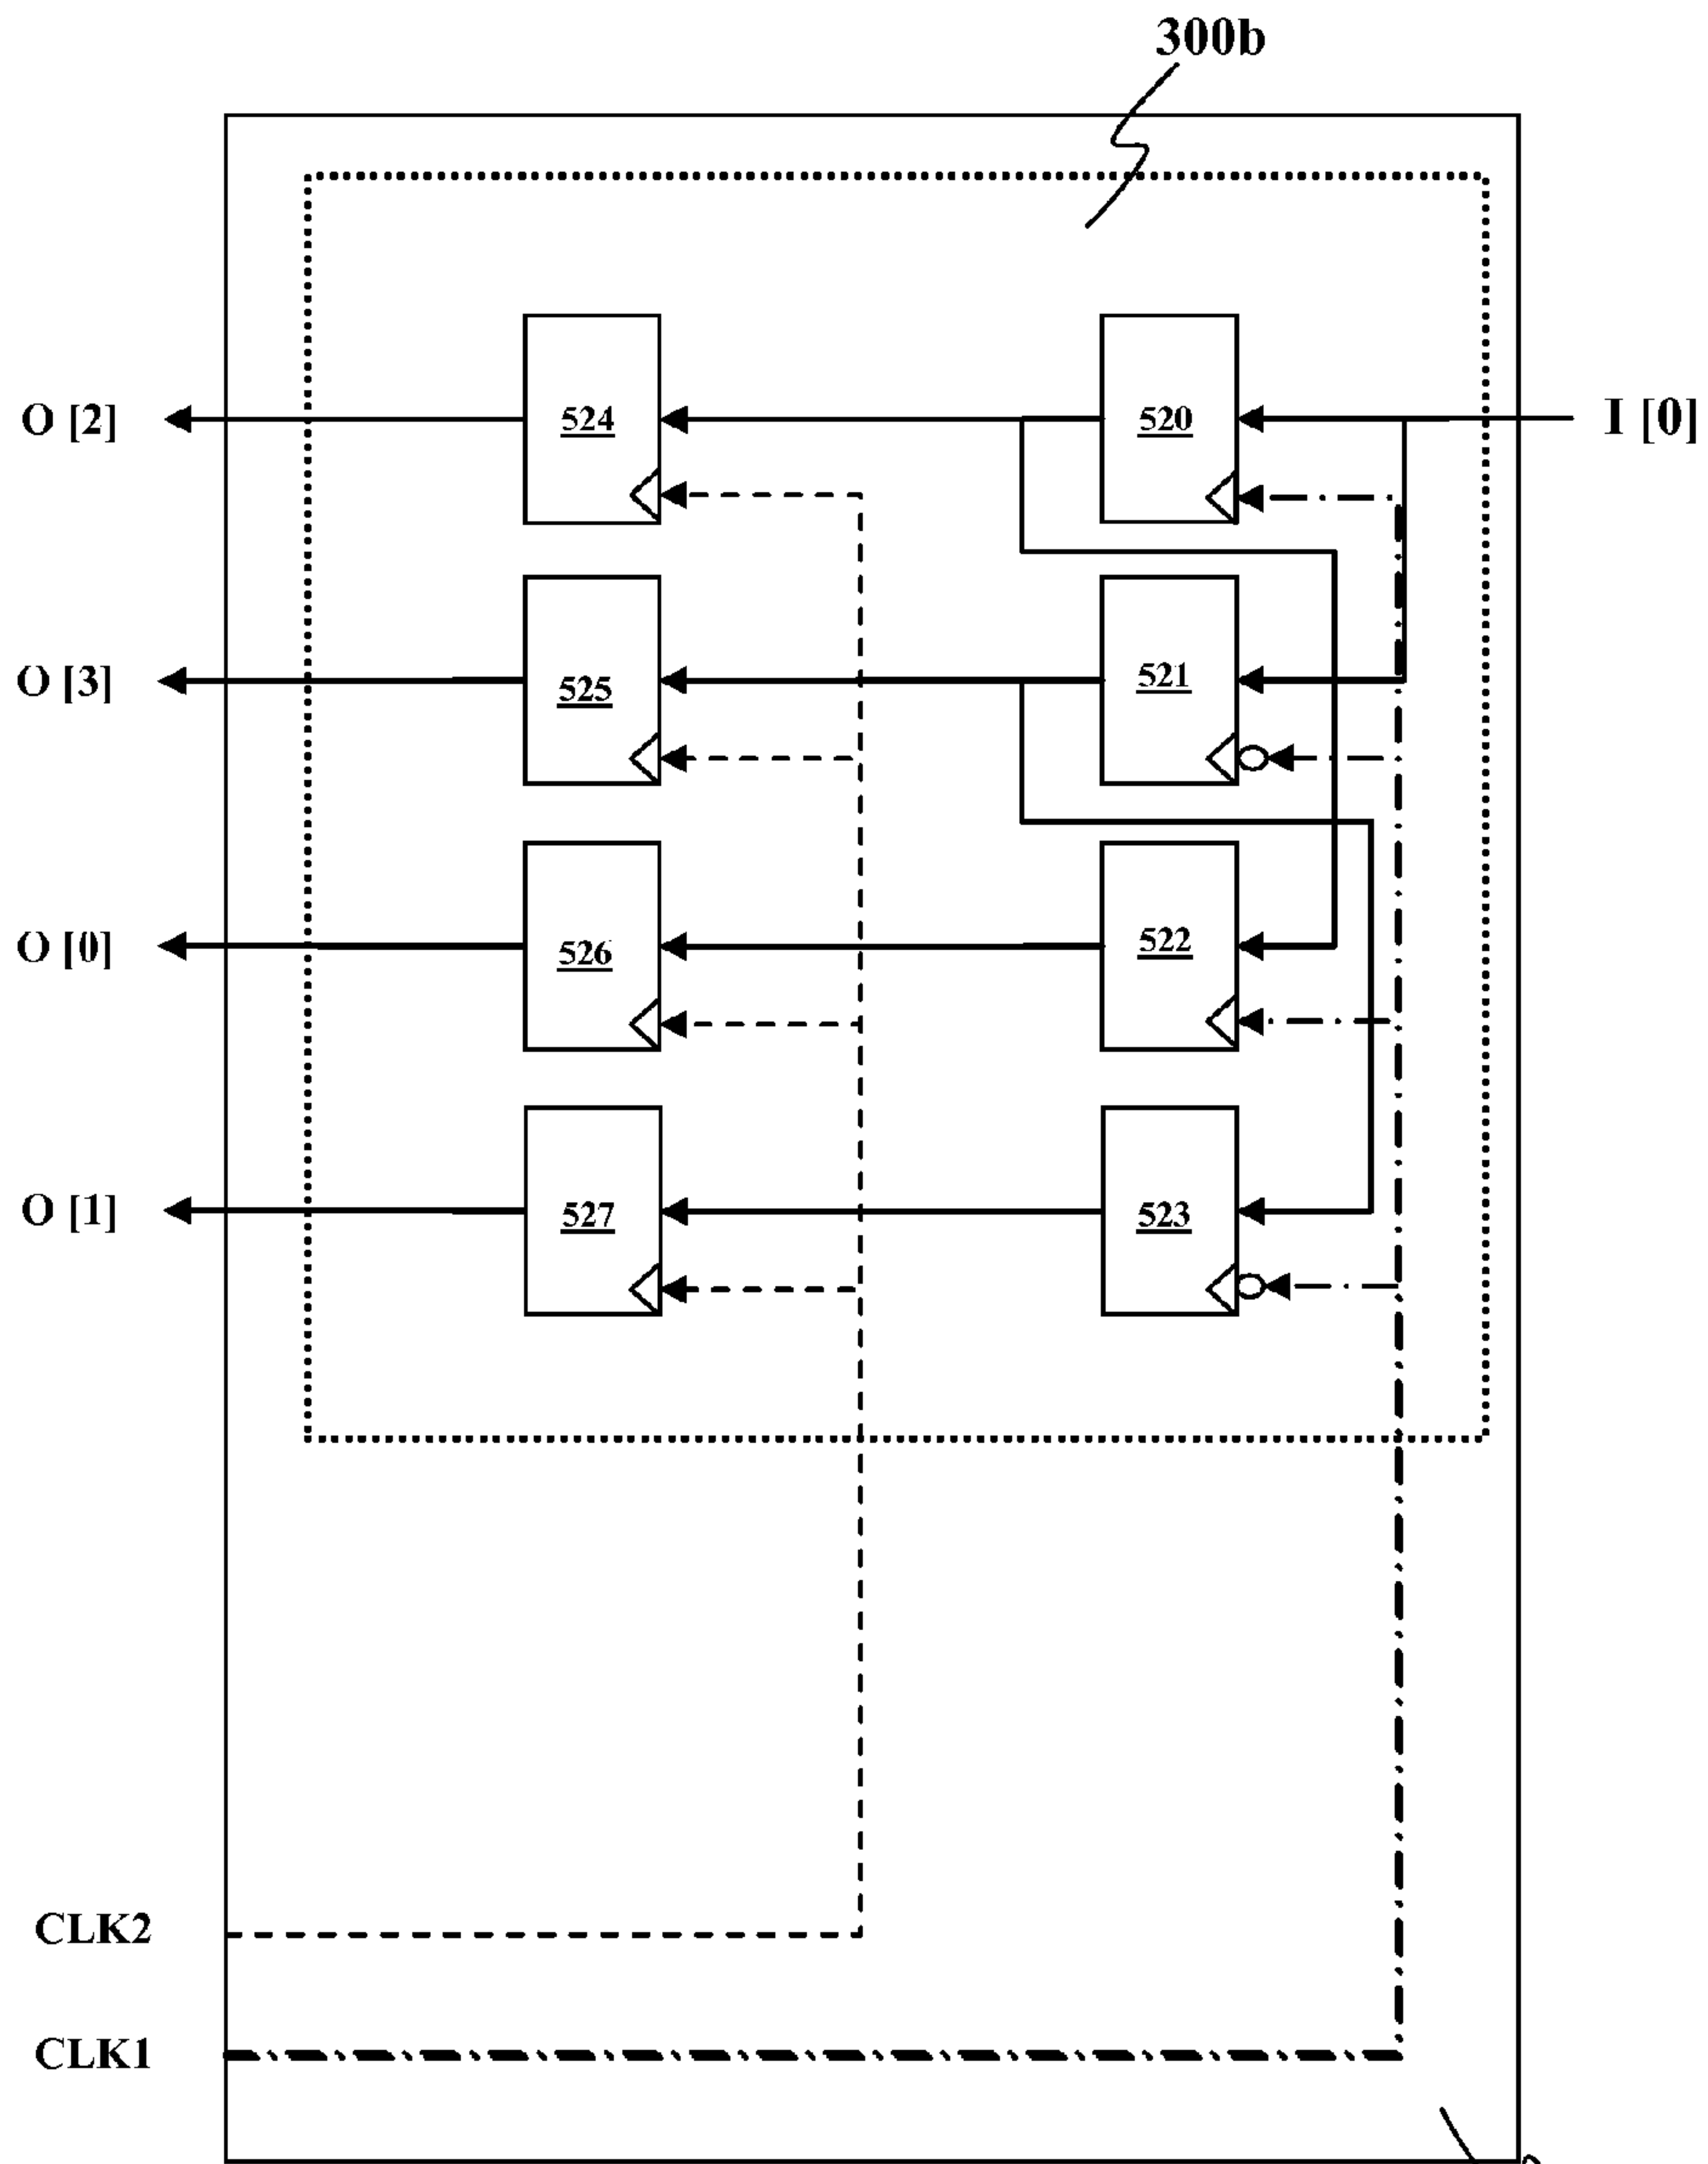 300b
O [2]
524
520
I [0]
O [3]
525
521
O [0]
526
522
O [1]
527
523
CLK2
CLK1